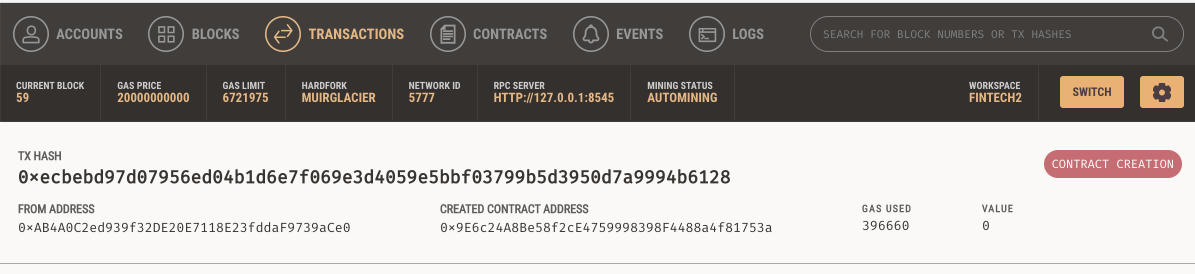 ACCOUNTS BLOCKS TRANSACTIONS CONTRACTS EVENTS LOGS SEARCH FOR BLOCK NUMBERS OR TX HASHES
CURRENT BLOCK GAS PRICE GAS LIMIT HARDFORK NETWORK ID RPC SERVER MINING STATUS WORKSPACE
59 20000000000 6721975 MUIRGLACIER 5777 HTTP://127.0.0.1:8545 AUTOMINING FINTECH2 SWITCH
TX HASH
0×ecbebd97d07956ed04b1d6e7f069e3d4059e5bbf03799b5d3950d7a9994b6128 CONTRACT CREATION
FROM ADDRESS CREATED CONTRACT ADDRESS GAS USED VALUE
0×AB4A0C2ed939f32DE20E7118E23fddaF9739aCe0 0×9E6c24A8Be58f2cE4759998398F4488a4f81753a 396660 0